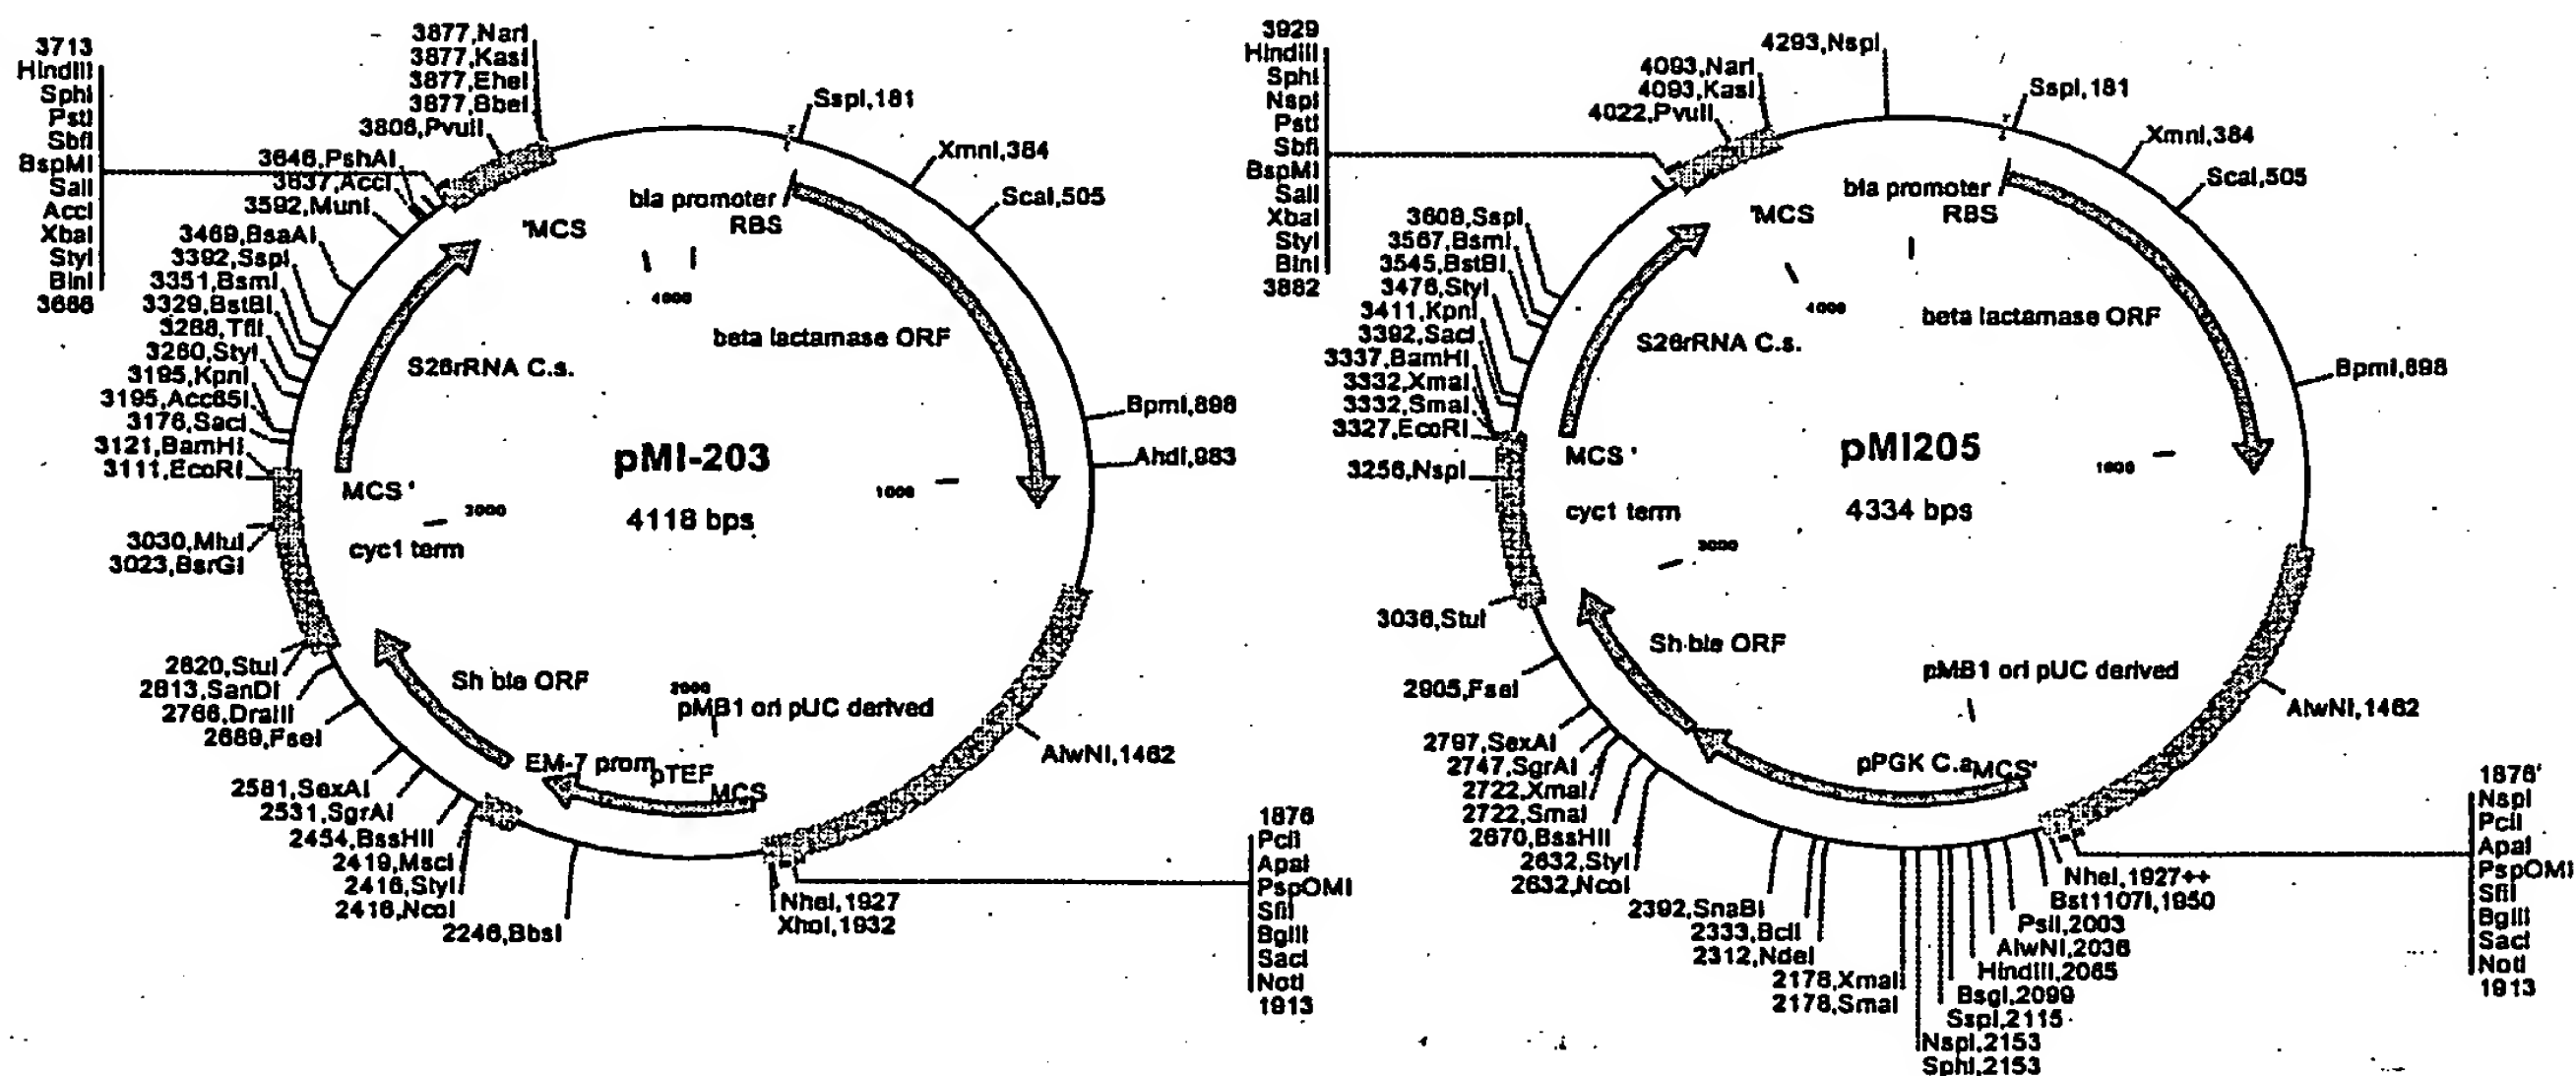 3713
HindIII
SphI
PstI
SbfI
BspMI
SalI
AccI
XbaI
StyI
BlnI
3686
3877,NarI
3877,KasI
3877,EheI
3877,BbeI
3806,PvuII
3646,PshAI
3637,AccI
3592,MunI
3469,BsaAI
3392,SspI
3351,BsmI
3329,BstBI
3288,TfiI
3260,StyI
3195,KpnI
3195,Acc65I
3176,SacI
3121,BamHI
3111,EcoRI
3030,MluI
3023,BsrGI
2820,StuI
2813,SanDI
2766,DraIII
2689,FseI
2581,SexAI
2531,SgrAI
2454,BssHII
2419,MscI
2416,StyI
2416,NcoI
2246,BbsI
SspI,181
XmnI,384
ScaI,505
BpmI,898
AhdI,983
AlwNI,1462
NheI,1927
XhoI,1932
1876
PciI
ApaI
PspOMI
SfiI
BglII
SacI
NotI
1913
bla promoter
RBS
'MCS
4000
beta lactamase ORF
S26rRNA C.s.
pMI-203
4118 bps
1000
MCS'
3000
cyc1 term
Sh ble ORF
2000
pMB1 ori pUC derived
EM-7 prom
pTEF
MCS
3929
HindIII
SphI
NspI
PstI
SbfI
BspMI
SalI
XbaI
StyI
BlnI
3882
4293,NspI
4093,NarI
4093,KasI
4022,PvuII
3608,SspI
3567,BsmI
3545,BstBI
3476,StyI
3411,KpnI
3392,SacI
3337,BamHI
3332,XmaI
3332,SmaI
3327,EcoRI
3256,NspI
3036,StuI
2905,FseI
2797,SexAI
2747,SgrAI
2722,XmaI
2722,SmaI
2670,BssHII
2632,StyI
2632,NcoI
2392,SnaBI
2333,BclI
2312,NdeI
2178,XmaI
2178,SmaI
SspI,181
XmnI,384
ScaI,505
BpmI,898
AlwNI,1462
NheI,1927++
Bst1107I,1950
PsiI,2003
AlwNI,2036
HindIII,2065
BsgI,2099
SspI,2115
NspI,2153
SphI,2153
1876'
NspI
PciI
ApaI
PspOMI
SfiI
BglII
SacI
NotI
1913
bla promoter
RBS
'MCS
4000
beta lactamase ORF
S26rRNA C.s.
pMI205
4334 bps
1000
MCS'
cyc1 term
3000
Sh ble ORF
pMB1 ori pUC derived
pPGK C.a
MCS'